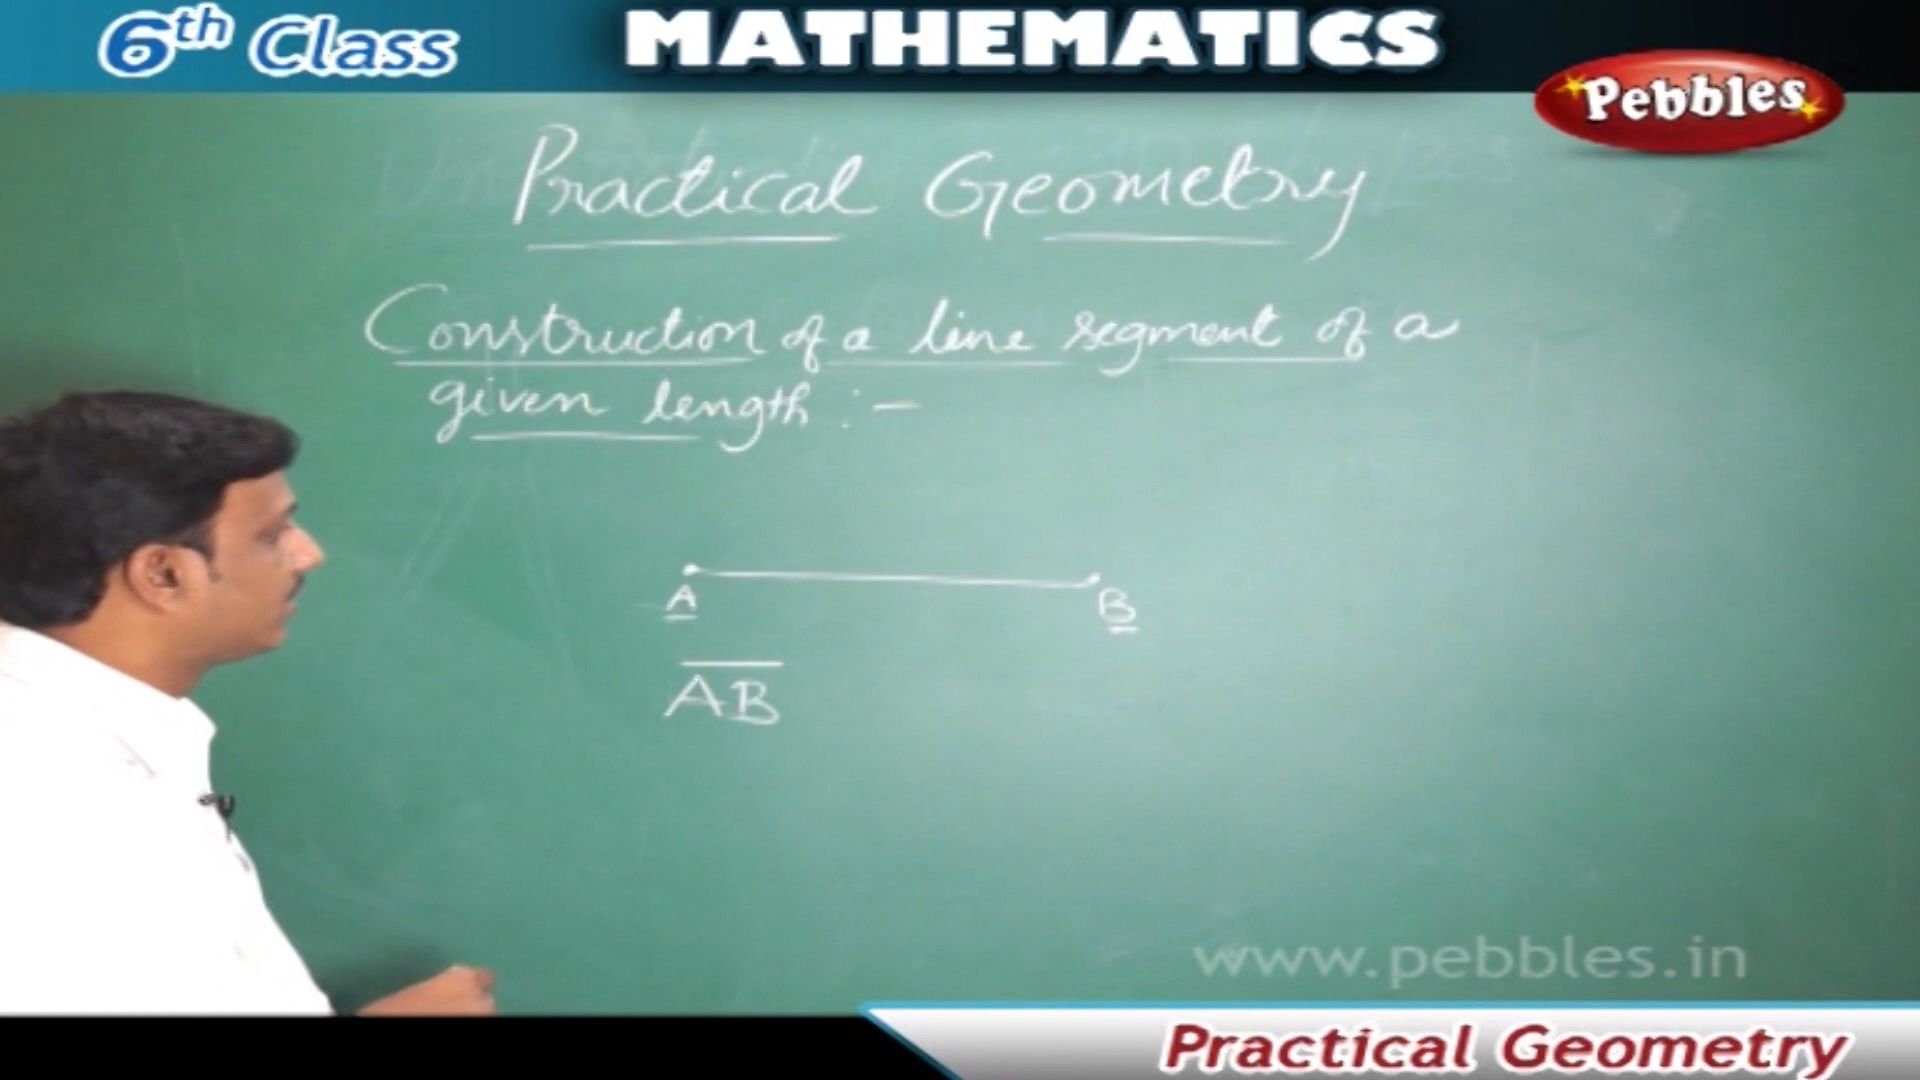 6th Class
MATHEMATICS
Pebbles
Practical Geometry
Construction of a line segment of a
given length :-
A
B
AB
www.pebbles.in
Practical Geometry